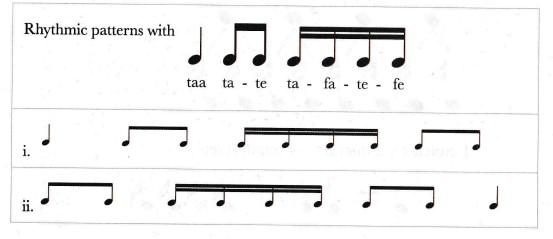 Rhythmic patterns with
taa ta - te ta - fa - te - fe
i.
ii.